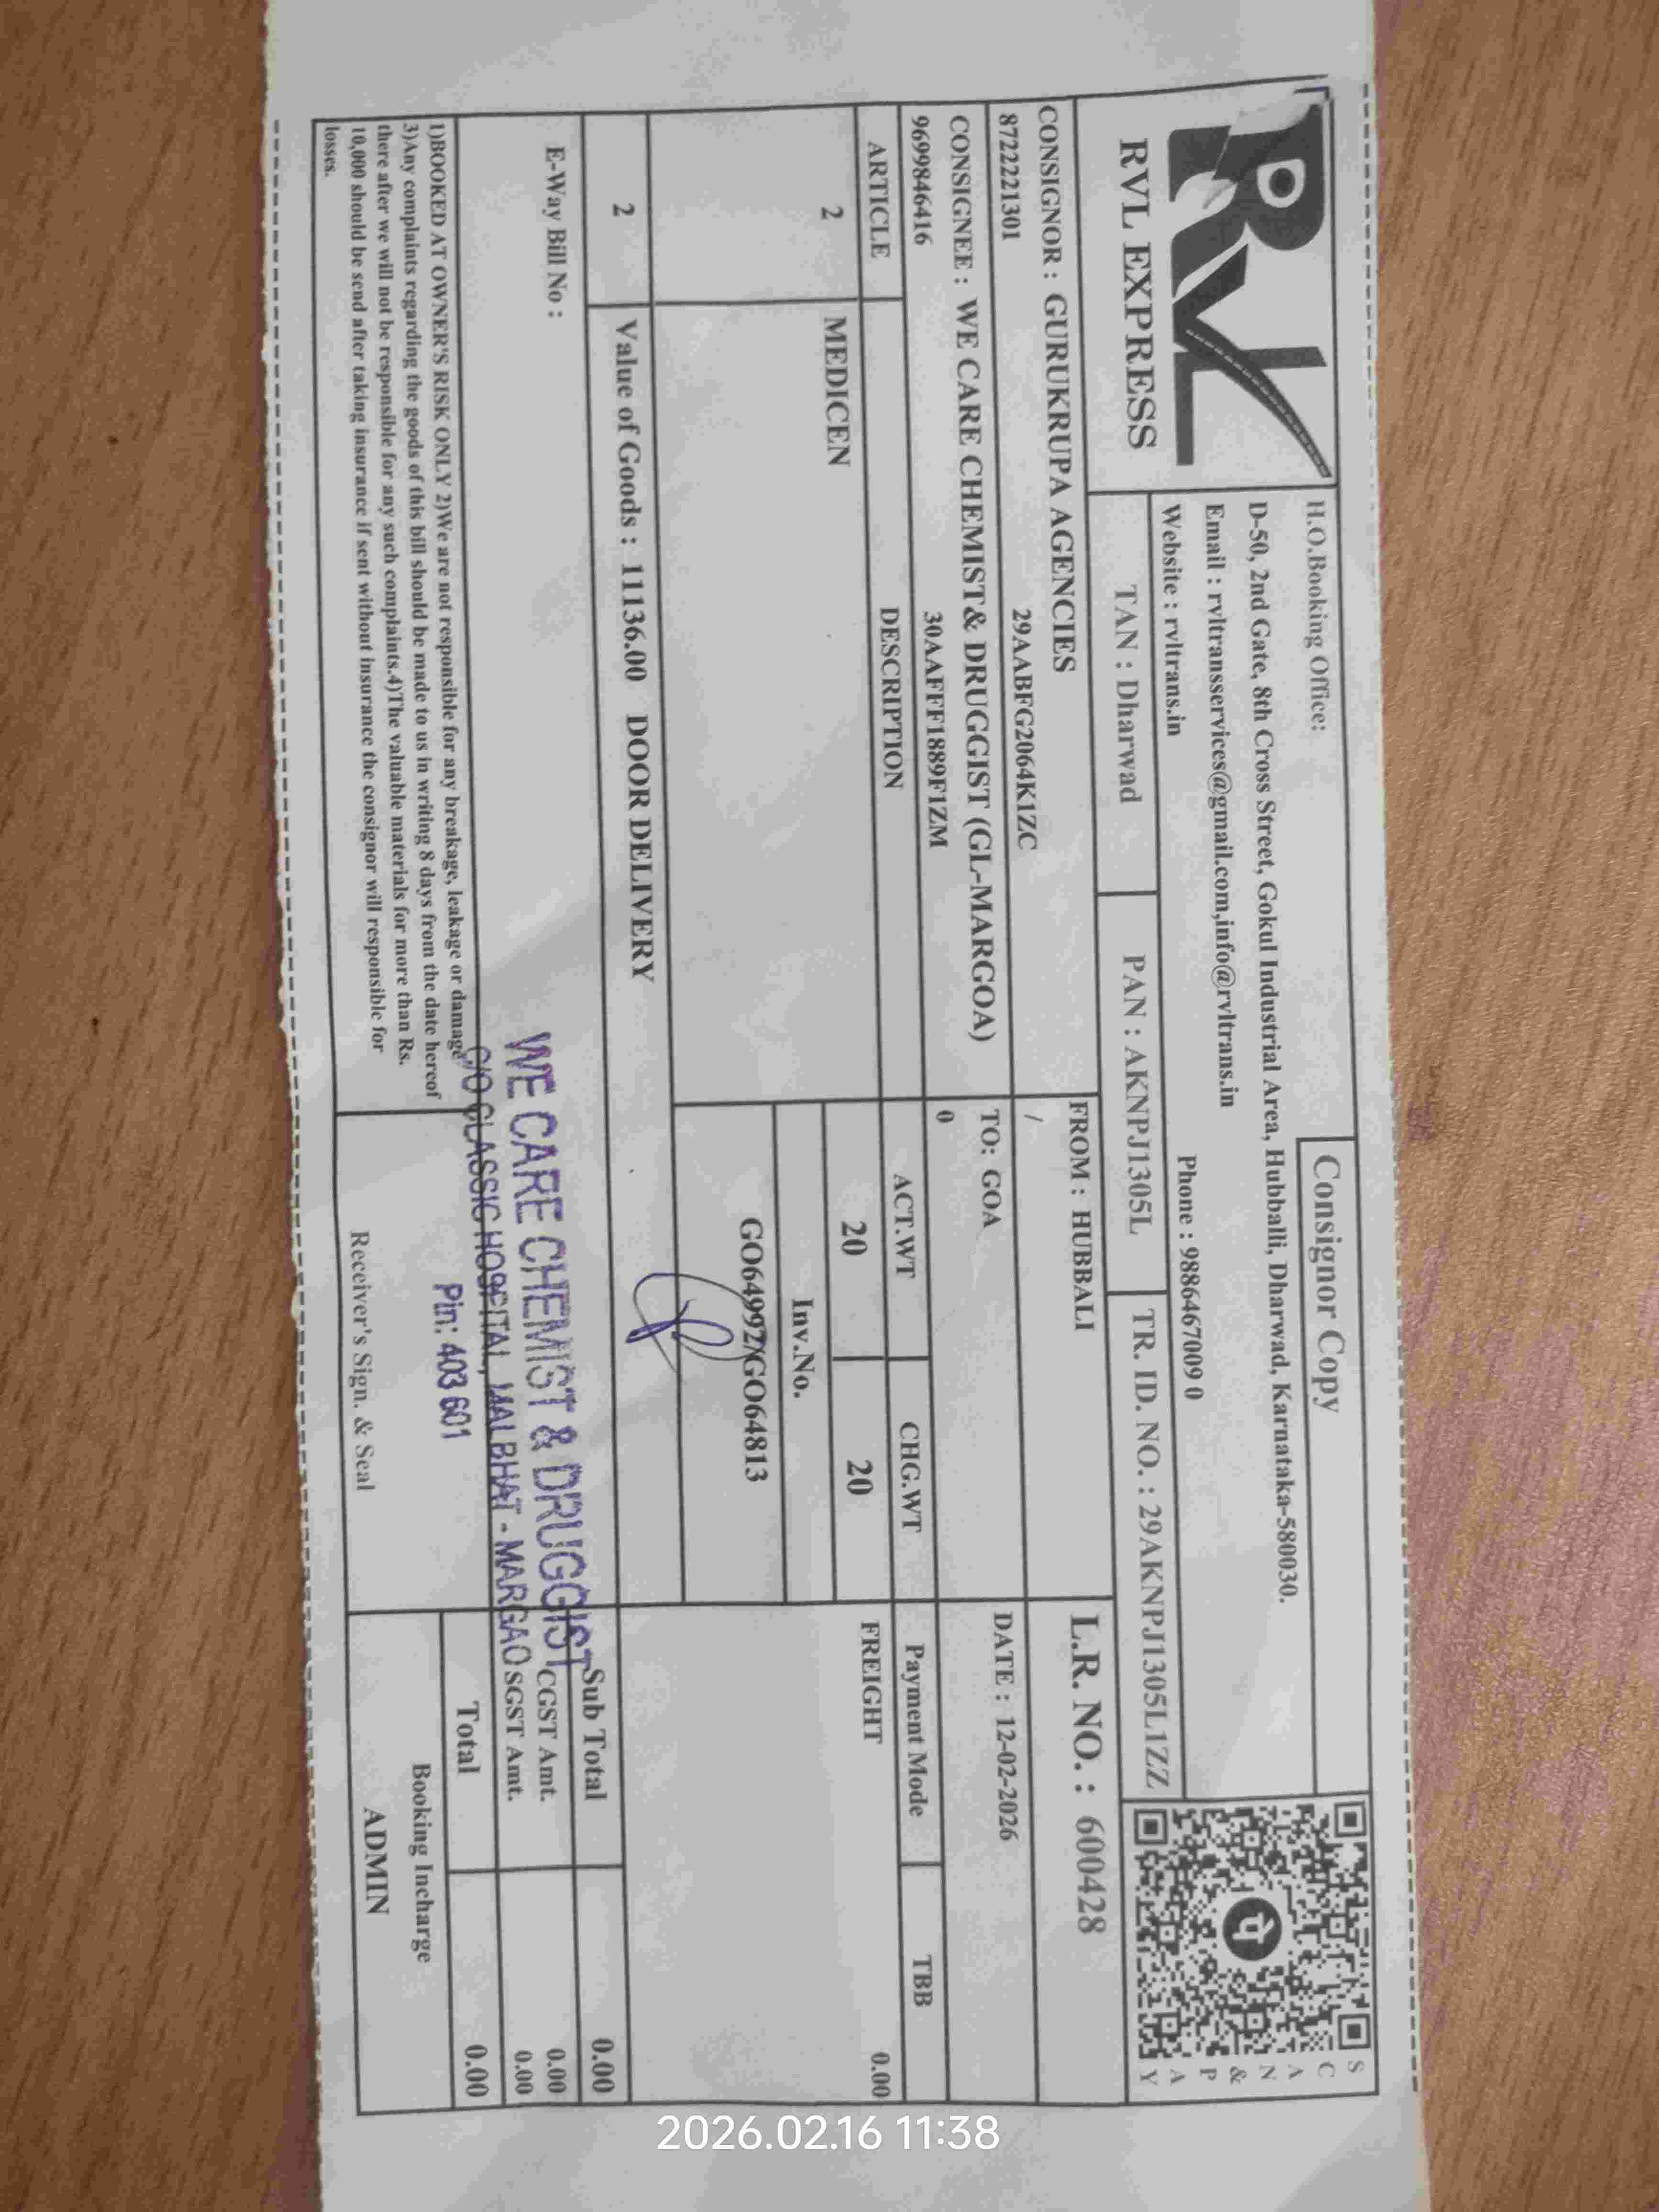 RVL
RVL EXPRESS
Consignor Copy
H.O.Booking Office:
D-50, 2nd Gate, 8th Cross Street, Gokul Industrial Area, Hubballi, Dharwad, Karnataka-580030.
Email : rvltransservices@gmail.com,info@rvltrans.in
Website : rvltrans.in
Phone : 9886467009 0
SCAN & PAY
TAN : Dharwad
PAN : AKNPJ1305L
TR. ID. NO. : 29AKNPJ1305L1ZZ
CONSIGNOR : GURUKRUPA AGENCIES
8722221301 29AABFG2064K1ZC
FROM : HUBBALI
/
L.R. NO. : 600428
CONSIGNEE : WE CARE CHEMIST& DRUGGIST (GL-MARGOA)
9699846416 30AAFFF1889F1ZM
TO: GOA
0
DATE : 12-02-2026
ARTICLE DESCRIPTION ACT.WT CHG.WT Payment Mode TBB
2 MEDICEN 20 20 FREIGHT 0.00
Inv.No.
GO64992/GO64813
2 Value of Goods : 11136.00 DOOR DELIVERY
Sub Total 0.00
E-Way Bill No :
CGST Amt. 0.00
SGST Amt. 0.00
Total 0.00
WE CARE CHEMIST & DRUGGIST
C/O CLASSIC HOSPITAL, MALBHAT - MARGAO
Pin: 403 601
1)BOOKED AT OWNER'S RISK ONLY 2)We are not responsible for any breakage, leakage or damage
3)Any complaints regarding the goods of this bill should be made to us in writing 8 days from the date hereof
there after we will not be responsible for any such complaints.4)The valuable materials for more than Rs.
10,000 should be send after taking insurance if sent without insurance the consignor will responsible for
losses.
Receiver's Sign. & Seal
Booking Incharge
ADMIN
2026.02.16 11:38